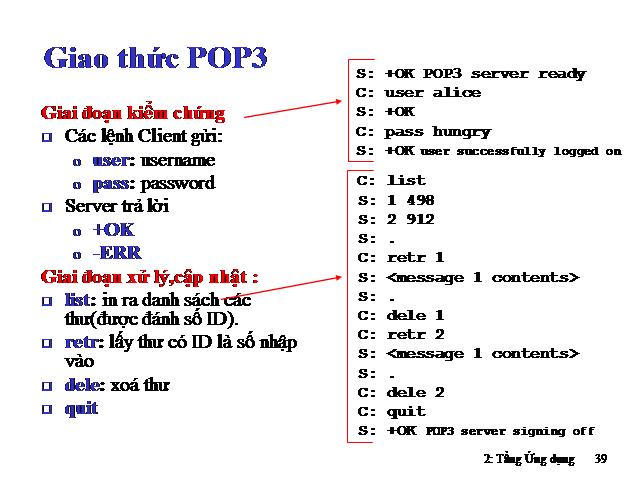 Giao thức POP3
Giai đoạn kiểm chứng
Các lệnh Client gửi:
user: username
pass: password
Server trả lời
+OK
-ERR
Giai đoạn xử lý,cập nhật :
list: in ra danh sách các
thư(được đánh số ID).
retr: lấy thư có ID là số nhập
vào
dele: xoá thư
quit
S: +OK POP3 server ready
C: user alice
S: +OK
C: pass hungry
S: +OK user successfully logged on
C: list
S: 1 498
S: 2 912
S: .
C: retr 1
S: <message 1 contents>
S: .
C: dele 1
C: retr 2
S: <message 1 contents>
S: .
C: dele 2
C: quit
S: +OK POP3 server signing off
2: Tầng Ứng dụng 39